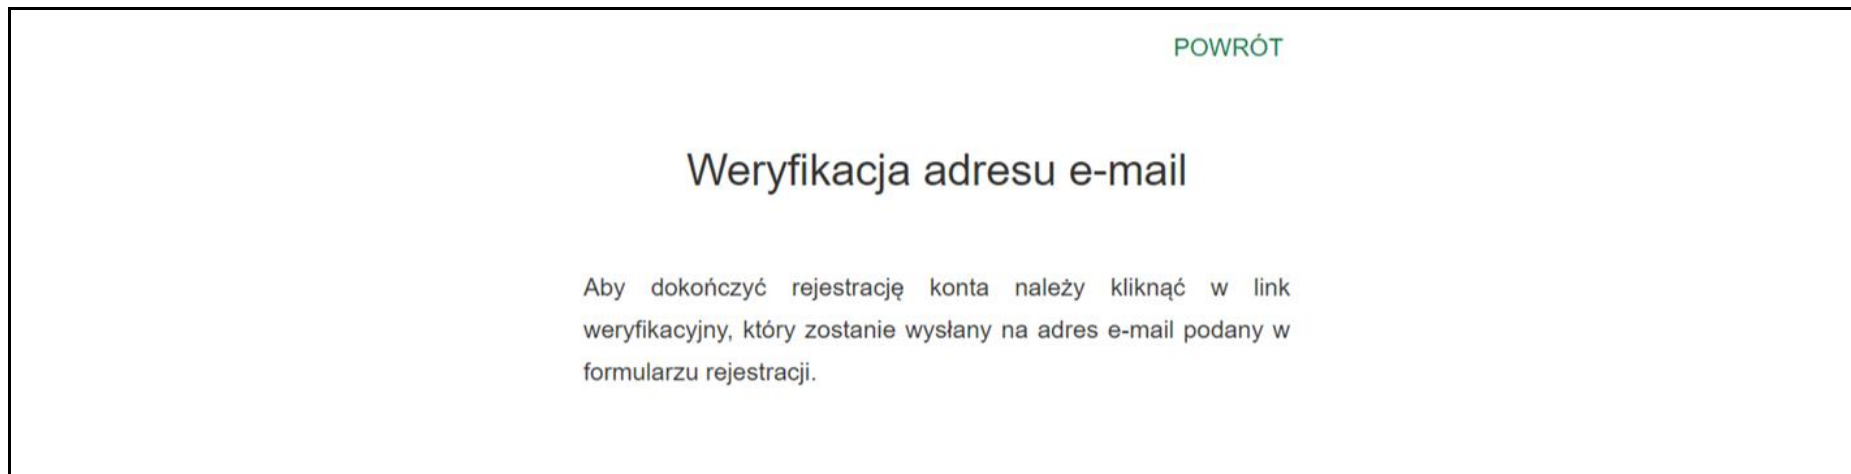 POWRÓT
Weryfikacja adresu e-mail
Aby dokończyć rejestrację konta należy kliknąć w link
weryfikacyjny, który zostanie wysłany na adres e-mail podany w
formularzu rejestracji.